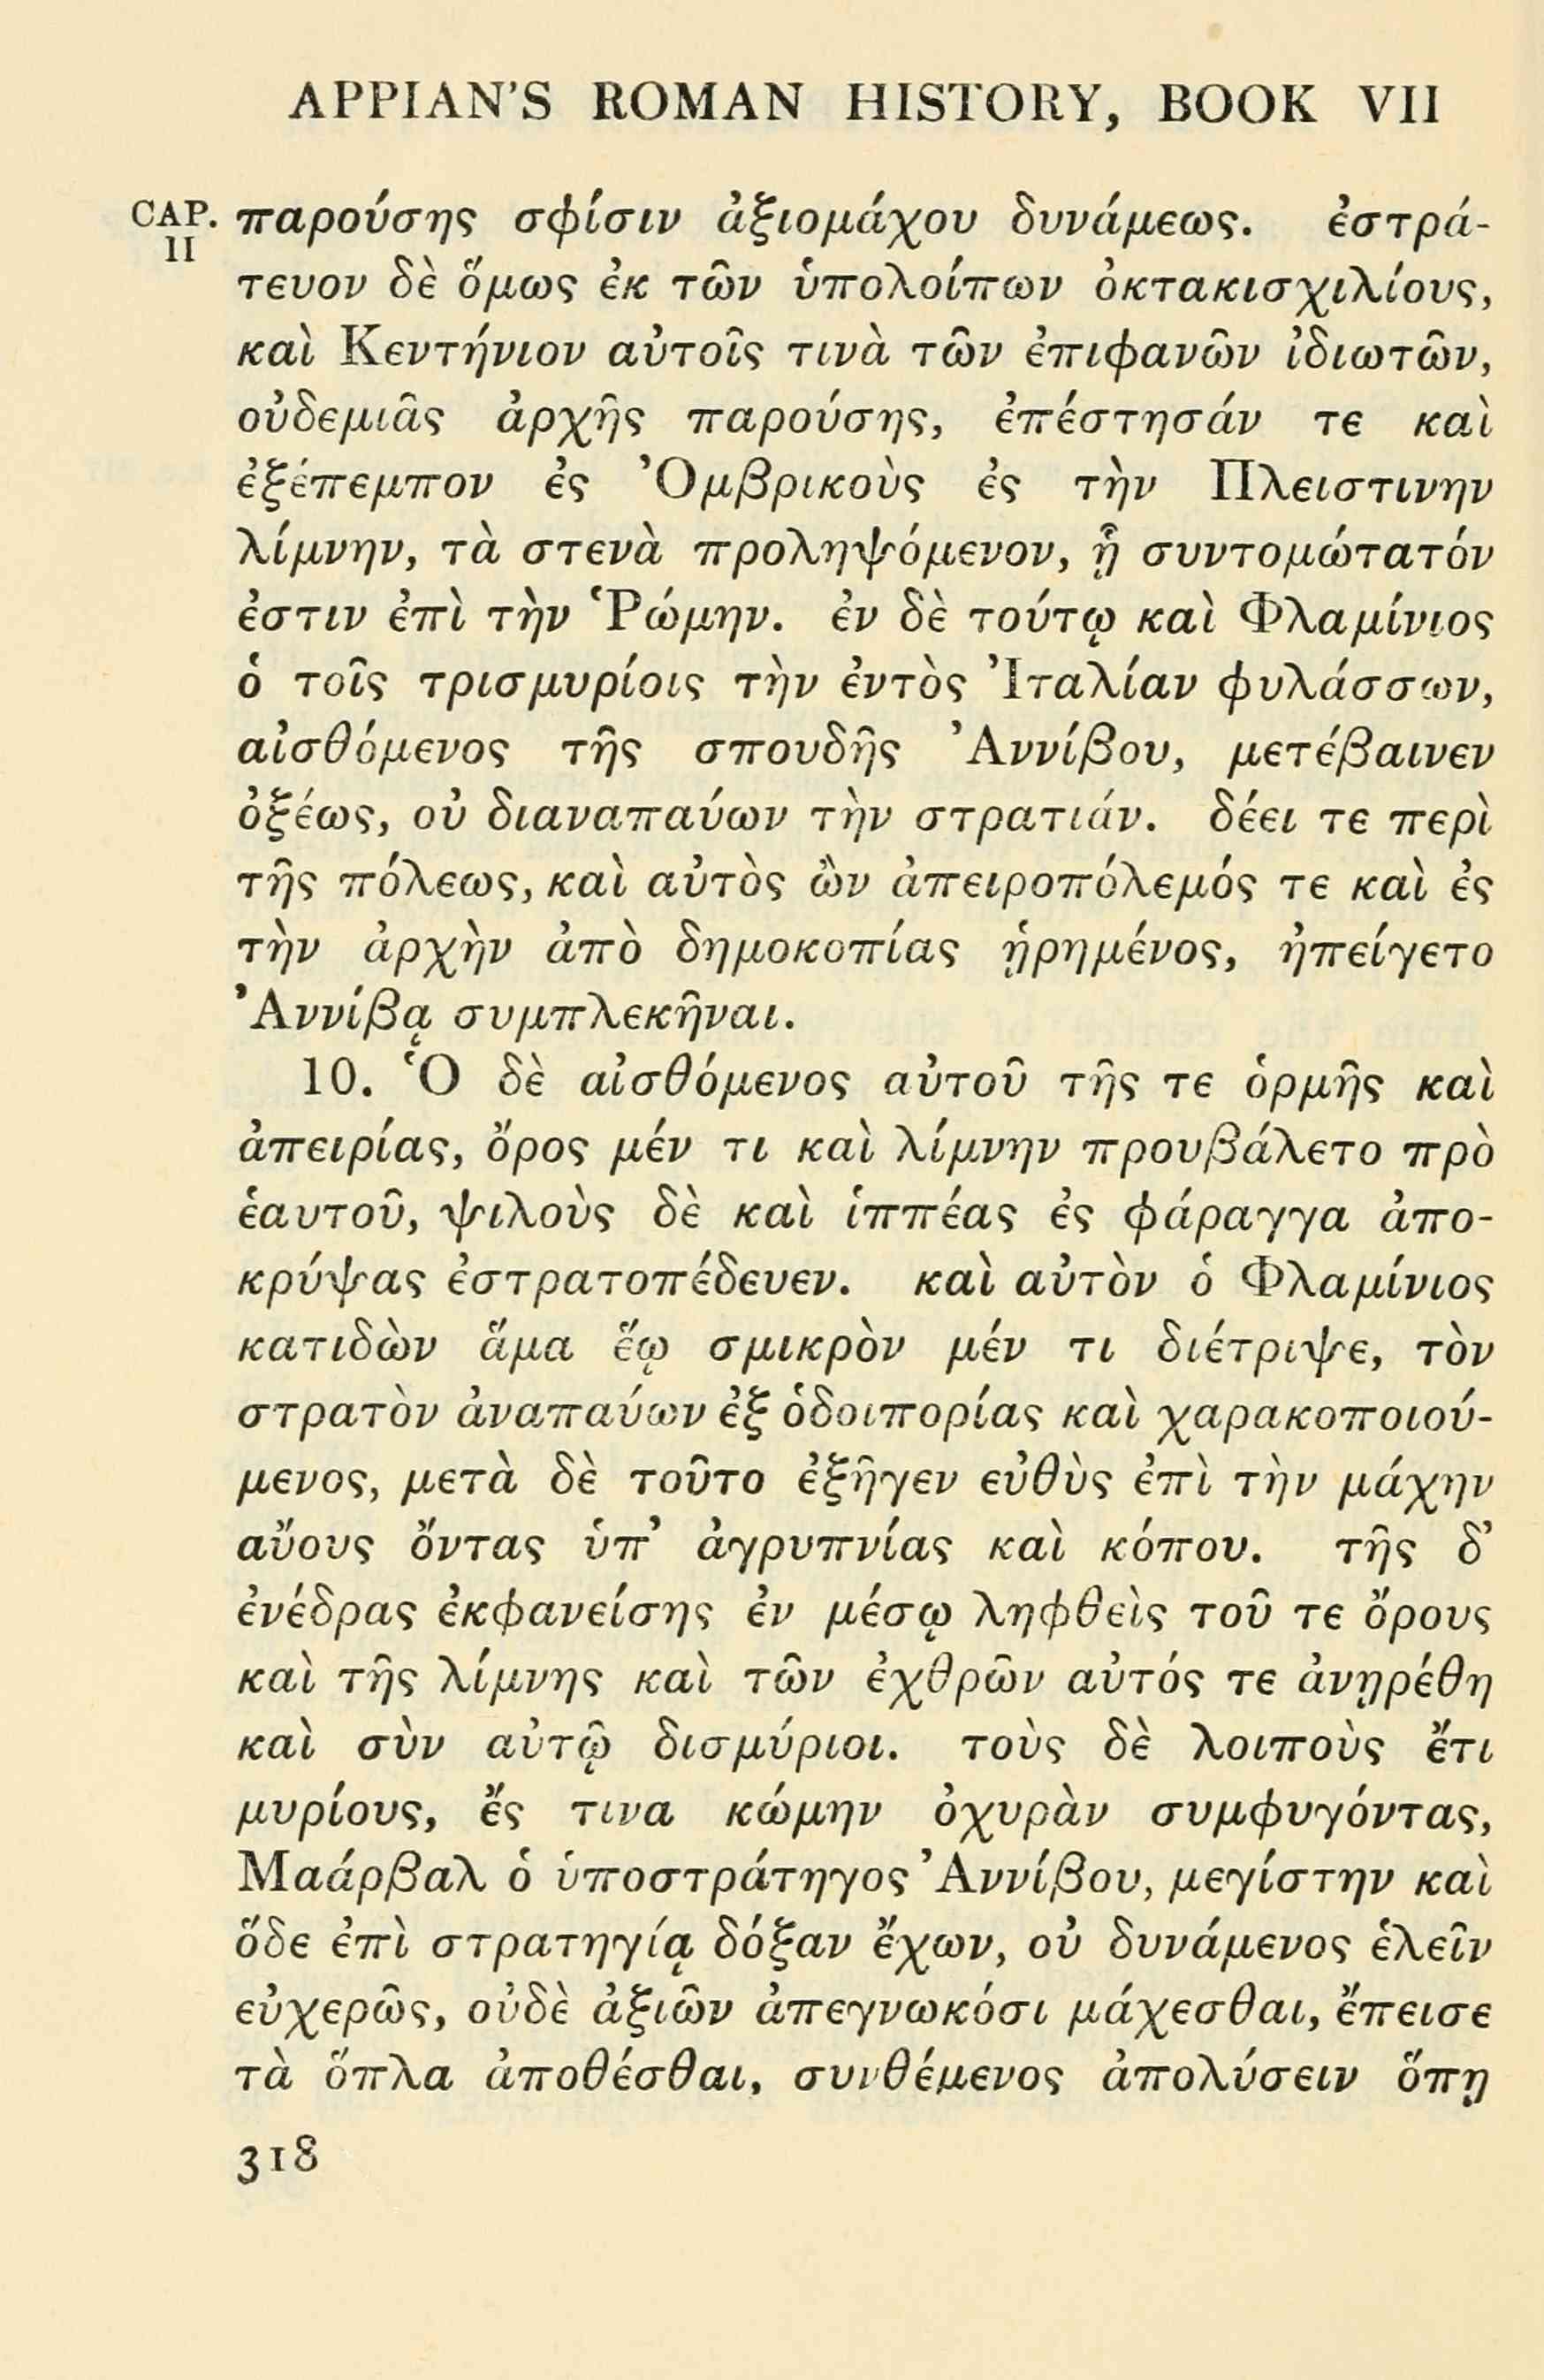 APPIAN'S ROMAN HISTORY, BOOK VII
CAP. II παρούσης σφίσιν ἀξιομάχου δυνάμεως. ἐστρά-
τευον δὲ ὅμως ἐκ τῶν ὑπολοίπων ὀκτακισχιλίους,
καὶ Κεντήνιον αὐτοῖς τινὰ τῶν ἐπιφανῶν ἰδιωτῶν,
οὐδεμιᾶς ἀρχῆς παρούσης, ἐπέστησάν τε καὶ
ἐξέπεμπον ἐς Ὀμβρικοὺς ἐς τὴν Πλειστινην
λίμνην, τὰ στενὰ προληψόμενον, ᾗ συντομώτατόν
ἐστιν ἐπὶ τὴν Ῥώμην. ἐν δὲ τούτῳ καὶ Φλαμίνιος
ὁ τοῖς τρισμυρίοις τὴν ἐντὸς Ἰταλίαν φυλάσσων,
αἰσθόμενος τῆς σπουδῆς Ἀννίβου, μετέβαινεν
ὀξέως, οὐ διαναπαύων τὴν στρατιάν. δέει τε περὶ
τῆς πόλεως, καὶ αὐτὸς ὢν ἀπειροπόλεμός τε καὶ ἐς
τὴν ἀρχὴν ἀπὸ δημοκοπίας ᾑρημένος, ἠπείγετο
Ἀννίβᾳ συμπλεκῆναι.
10. Ὁ δὲ αἰσθόμενος αὐτοῦ τῆς τε ὁρμῆς καὶ
ἀπειρίας, ὄρος μέν τι καὶ λίμνην προυβάλετο πρὸ
ἑαυτοῦ, ψιλοὺς δὲ καὶ ἱππέας ἐς φάραγγα ἀπο-
κρύψας ἐστρατοπέδευεν. καὶ αὐτὸν ὁ Φλαμίνιος
κατιδὼν ἅμα ἕῳ σμικρὸν μέν τι διέτριψε, τὸν
στρατὸν ἀναπαύων ἐξ ὁδοιπορίας καὶ χαρακοποιού-
μενος, μετὰ δὲ τοῦτο ἐξῆγεν εὐθὺς ἐπὶ τὴν μάχην
αὔους ὄντας ὑπ' ἀγρυπνίας καὶ κόπου. τῆς δ'
ἐνέδρας ἐκφανείσης ἐν μέσῳ ληφθεὶς τοῦ τε ὄρους
καὶ τῆς λίμνης καὶ τῶν ἐχθρῶν αὐτός τε ἀνῃρέθη
καὶ σὺν αὐτῷ δισμύριοι. τοὺς δὲ λοιποὺς ἔτι
μυρίους, ἔς τινα κώμην ὀχυρὰν συμφυγόντας,
Μαάρβαλ ὁ ὑποστράτηγος Ἀννίβου, μεγίστην καὶ
ὅδε ἐπὶ στρατηγίᾳ δόξαν ἔχων, οὐ δυνάμενος ἑλεῖν
εὐχερῶς, οὐδὲ ἀξιῶν ἀπεγνωκόσι μάχεσθαι, ἔπεισε
τὰ ὅπλα ἀποθέσθαι, συνθέμενος ἀπολύσειν ὅπῃ
318